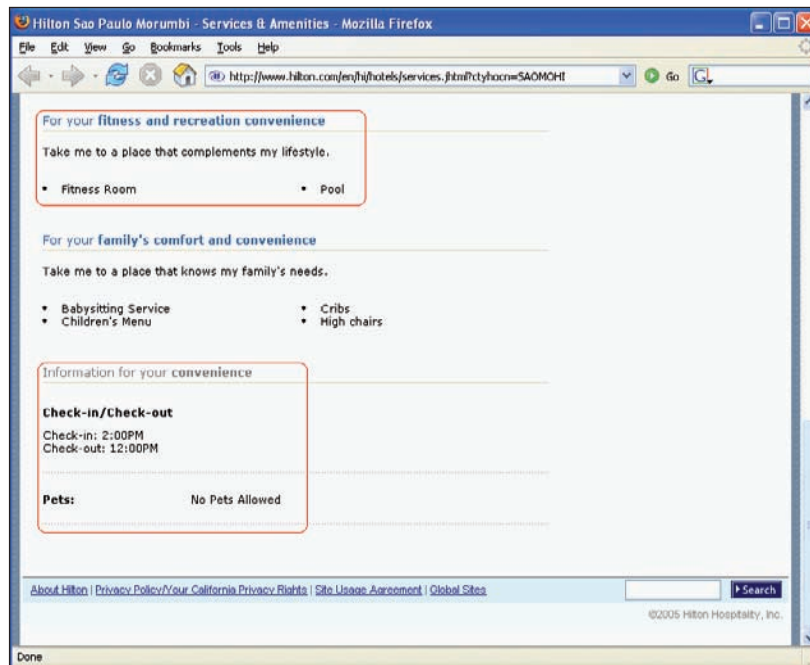 Hilton Sao Paulo Morumbi - Services & Amenities - Mozilla Firefox
File Edit View Go Bookmarks Tools Help
http://www.hilton.com/en/hi/hotels/services.jhtml?ctyhocn=SAOMOHI Go G
For your fitness and recreation convenience
Take me to a place that complements my lifestyle.
• Fitness Room • Pool
For your family's comfort and convenience
Take me to a place that knows my family's needs.
• Babysitting Service • Cribs
• Children's Menu • High chairs
Information for your convenience
Check-in/Check-out
Check-in: 2:00PM
Check-out: 12:00PM
Pets: No Pets Allowed
About Hilton | Privacy Policy/Your California Privacy Rights | Site Usage Agreement | Global Sites Search
©2005 Hilton Hospitality, Inc.
Done